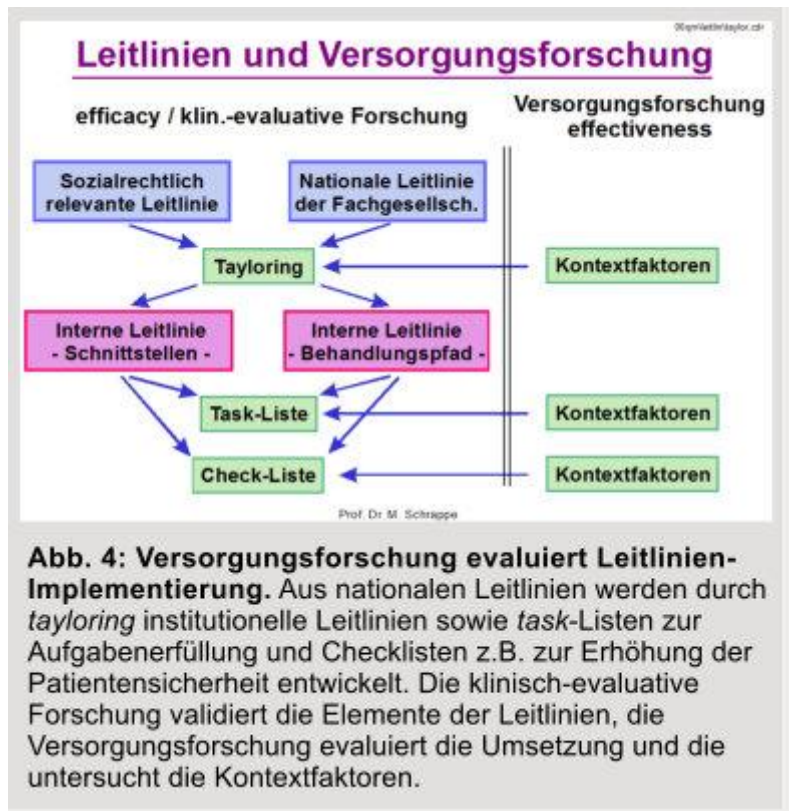 Leitlinien und Versorgungsforschung
efficacy / klin.-evaluative Forschung
Versorgungsforschung
effectiveness
Sozialrechtlich
relevante Leitlinie
Nationale Leitlinie
der Fachgesellsch.
Tayloring
Kontextfaktoren
Interne Leitlinie
- Schnittstellen -
Interne Leitlinie
- Behandlungspfad -
Task-Liste
Kontextfaktoren
Check-Liste
Kontextfaktoren
Prof. Dr. M. Schrappe
Abb. 4: Versorgungsforschung evaluiert Leitlinien-
Implementierung. Aus nationalen Leitlinien werden durch
tayloring institutionelle Leitlinien sowie task-Listen zur
Aufgabenerfüllung und Checklisten z.B. zur Erhöhung der
Patientensicherheit entwickelt. Die klinisch-evaluative
Forschung validiert die Elemente der Leitlinien, die
Versorgungsforschung evaluiert die Umsetzung und die
untersucht die Kontextfaktoren.